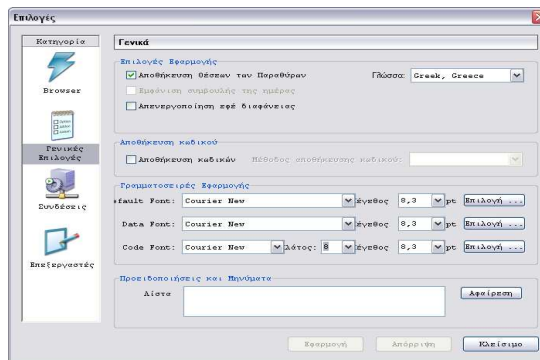 Επιλογές
Κατηγορία
Browser
Γενικές
Επιλογές
Συνδέσεις
Επεξεργαστές
Γενικά
Επιλογές Εφαρμογής
Αποθήκευση θέσεων των Παραθύρων
Γλώσσα: Greek, Greece
Εμφάνιση συμβουλής της ημέρας
Απενεργοποίηση εφέ διαφάνειας
Αποθήκευση κωδικού
Αποθήκευση κωδικών Μέθοδος αποθήκευσης κωδικού:
Γραμματοσειρές Εφαρμογής
efault Font: Courier New έγεθος 8,3 pt Επιλογή ...
Data Font: Courier New έγεθος 8,3 pt Επιλογή ...
Code Font: Courier New λάτος: 8 έγεθος 8,3 pt Επιλογή ...
Προειδοποιήσεις και Μηνύματα
Λίστα
Αφαίρεση
Εφαρμογή Απόρριψη Κλείσιμο